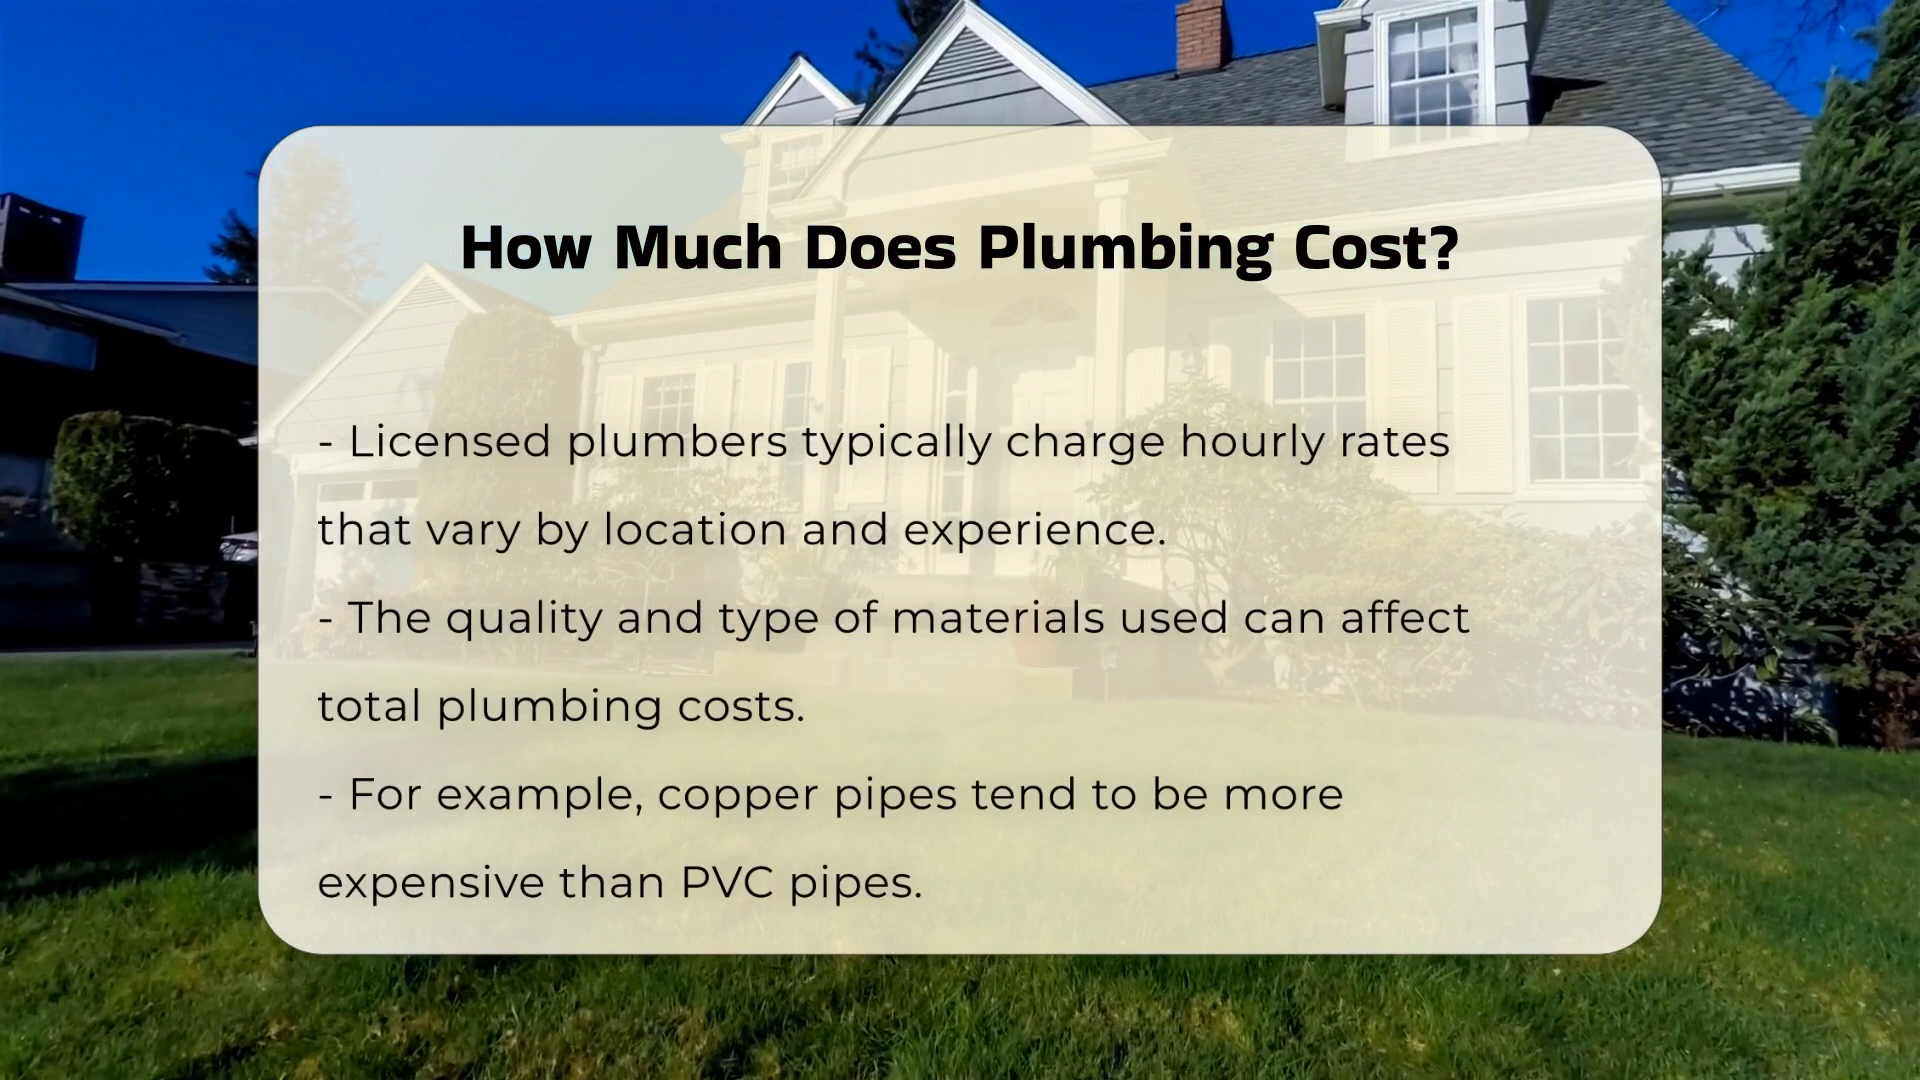 How Much Does Plumbing Cost?
- Licensed plumbers typically charge hourly rates
that vary by location and experience.
- The quality and type of materials used can affect
total plumbing costs.
- For example, copper pipes tend to be more
expensive than PVC pipes.